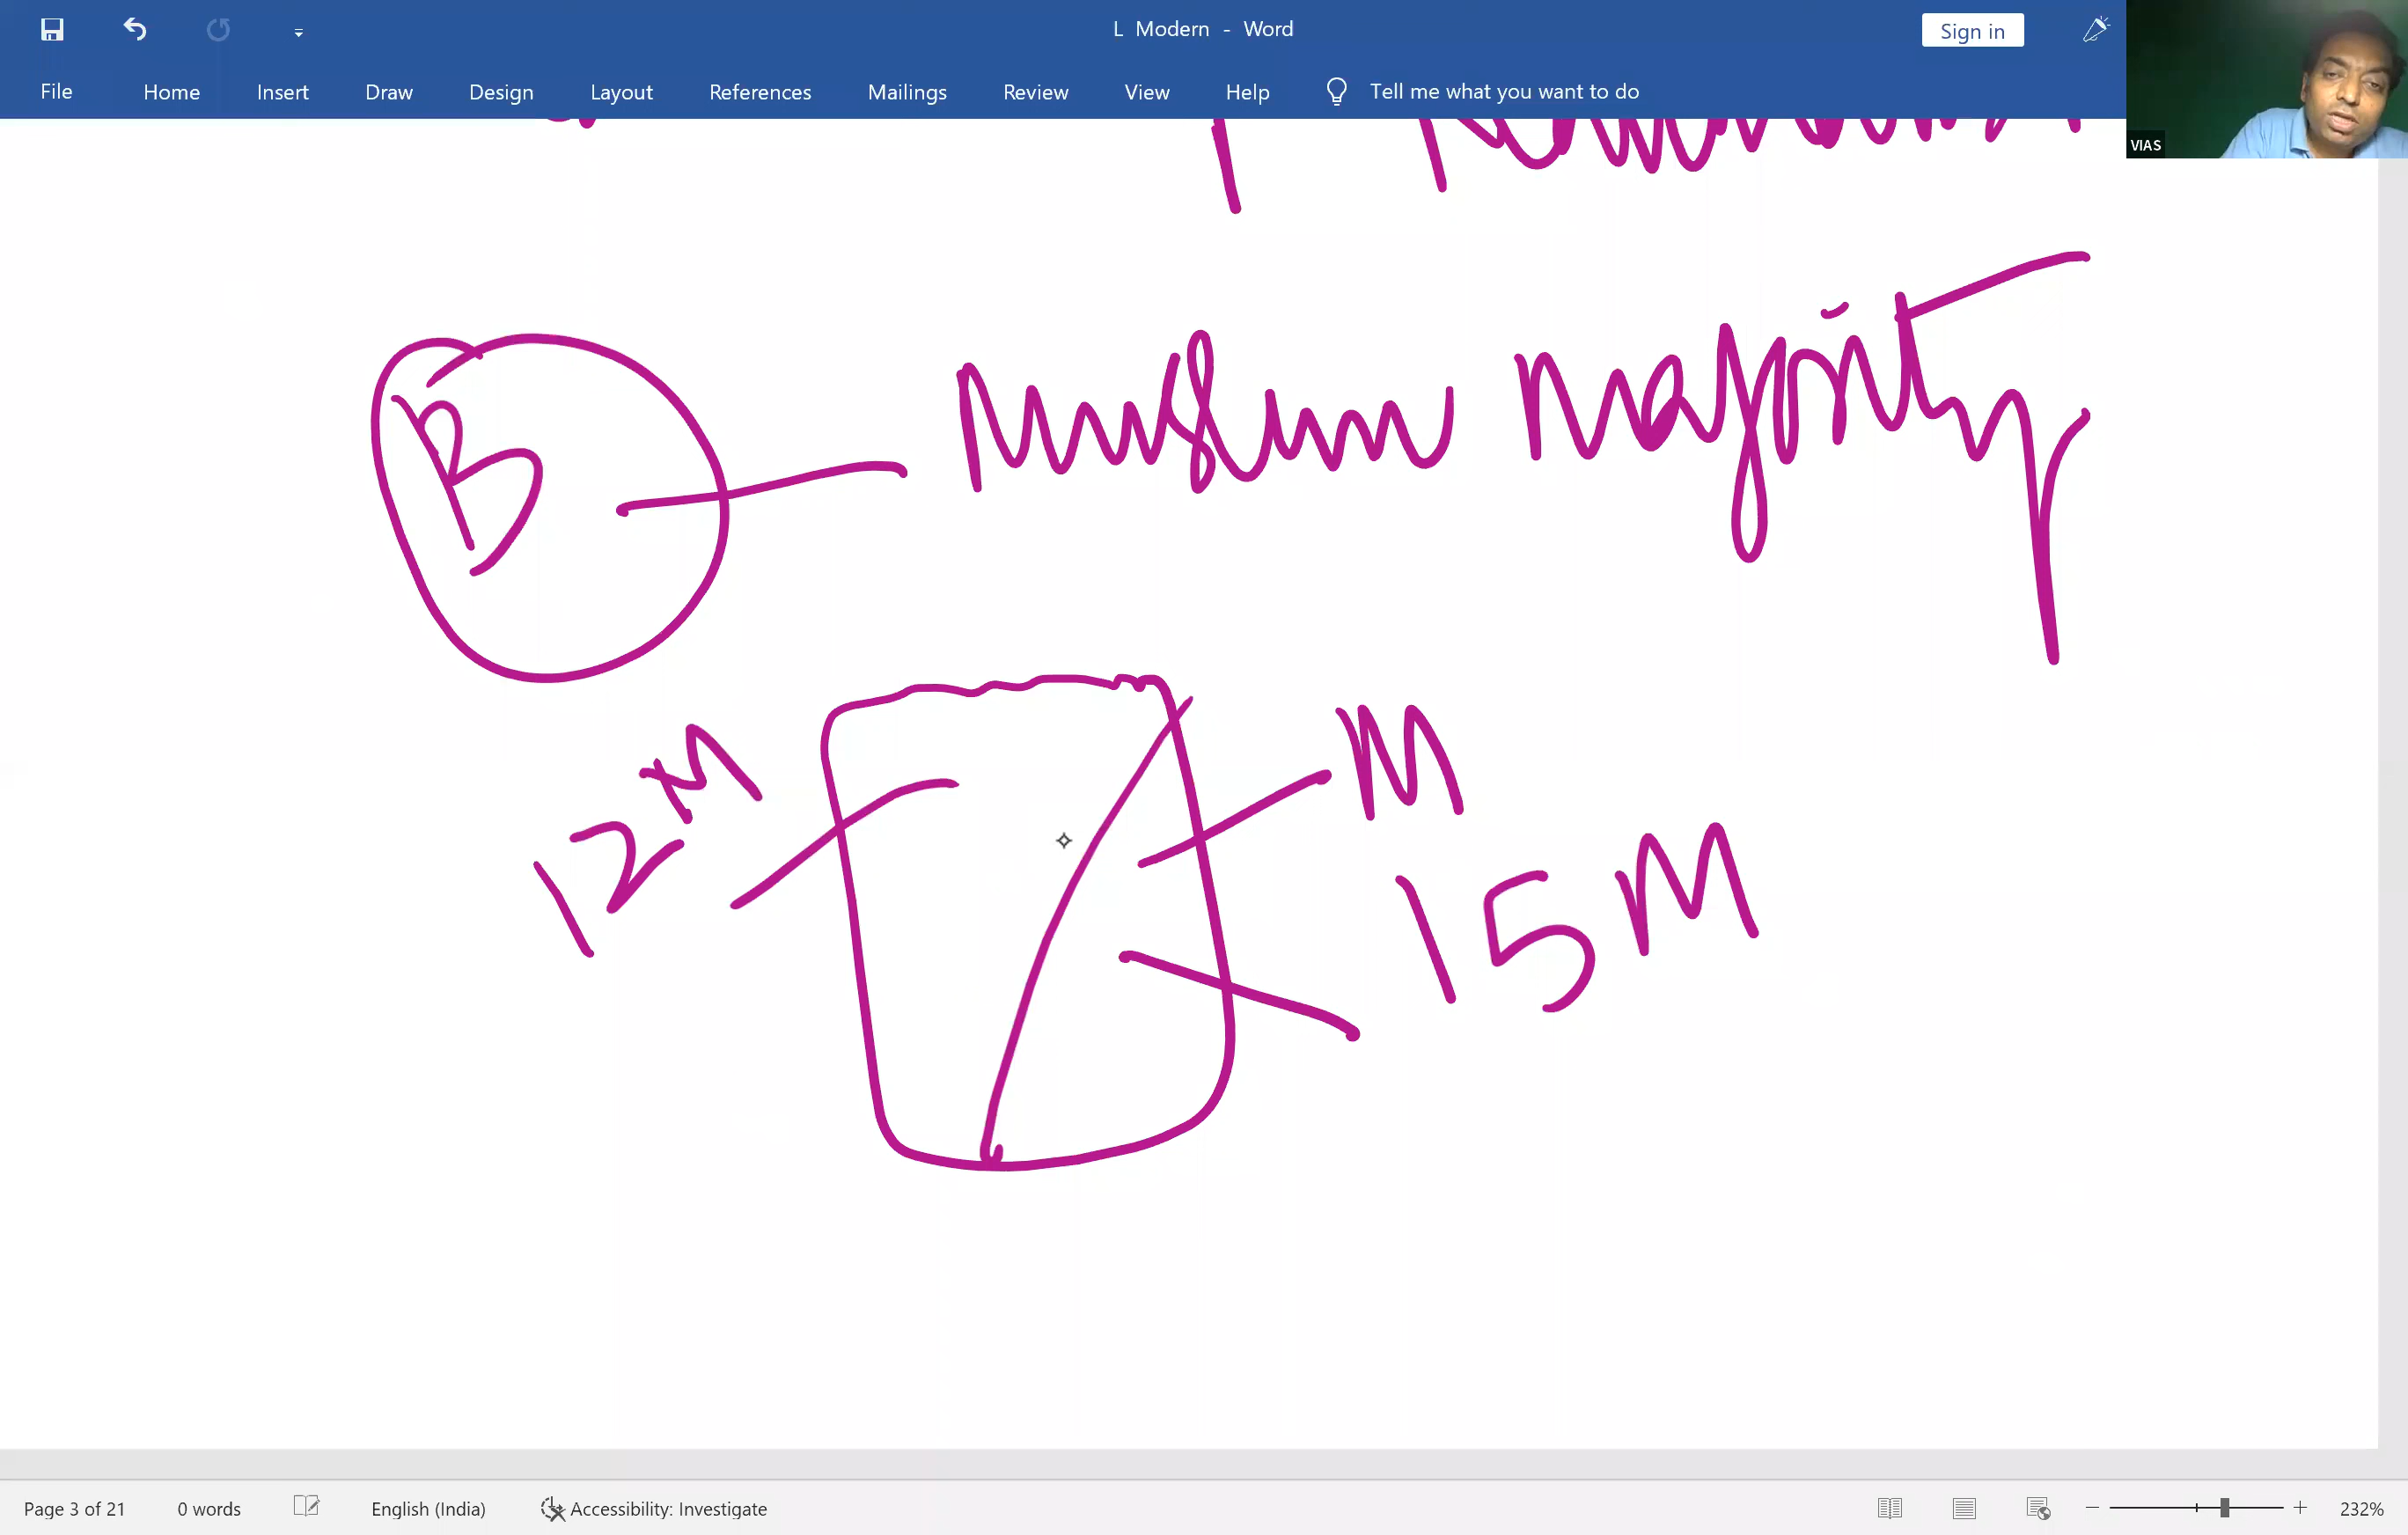 L Modern - Word
Sign in
File Home Insert Draw Design Layout References Mailings Review View Help Tell me what you want to do
VIAS
B Muslim Majority
12M
M
15M
Page 3 of 21 0 words English (India) Accessibility: Investigate 232%